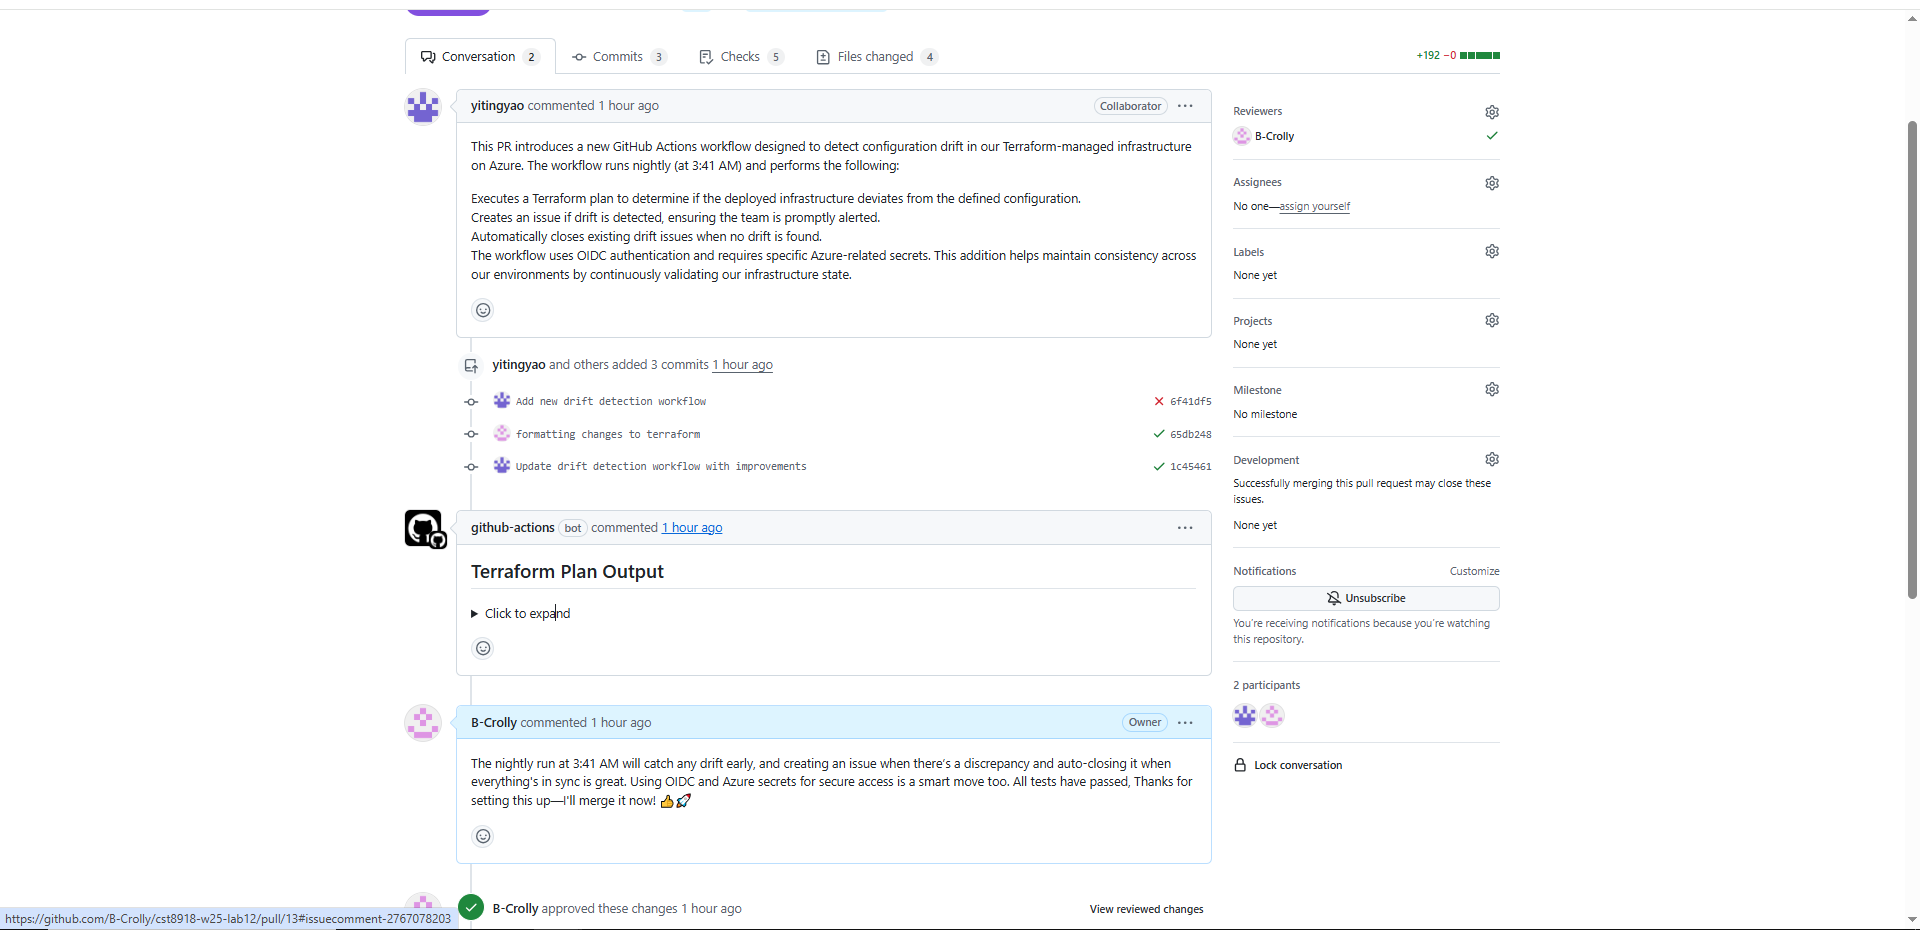 Conversation 2
Commits 3
Checks 5
Files changed 4
+192 −0
yitingyao commented 1 hour ago
Collaborator
This PR introduces a new GitHub Actions workflow designed to detect configuration drift in our Terraform-managed infrastructure
on Azure. The workflow runs nightly (at 3:41 AM) and performs the following:
Executes a Terraform plan to determine if the deployed infrastructure deviates from the defined configuration.
Creates an issue if drift is detected, ensuring the team is promptly alerted.
Automatically closes existing drift issues when no drift is found.
The workflow uses OIDC authentication and requires specific Azure-related secrets. This addition helps maintain consistency across
our environments by continuously validating our infrastructure state.
yitingyao and others added 3 commits 1 hour ago
Add new drift detection workflow 6f41df5
formatting changes to terraform 65db248
Update drift detection workflow with improvements 1c45461
github-actions bot commented 1 hour ago
Terraform Plan Output
Click to expand
B-Crolly commented 1 hour ago
Owner
The nightly run at 3:41 AM will catch any drift early, and creating an issue when there's a discrepancy and auto-closing it when
everything's in sync is great. Using OIDC and Azure secrets for secure access is a smart move too. All tests have passed, Thanks for
setting this up—I'll merge it now! 👍🚀
B-Crolly approved these changes 1 hour ago
View reviewed changes
Reviewers
B-Crolly
Assignees
No one—assign yourself
Labels
None yet
Projects
None yet
Milestone
No milestone
Development
Successfully merging this pull request may close these
issues.
None yet
Notifications
Customize
Unsubscribe
You're receiving notifications because you're watching
this repository.
2 participants
Lock conversation
https://github.com/B-Crolly/cst8918-w25-lab12/pull/13#issuecomment-2767078203